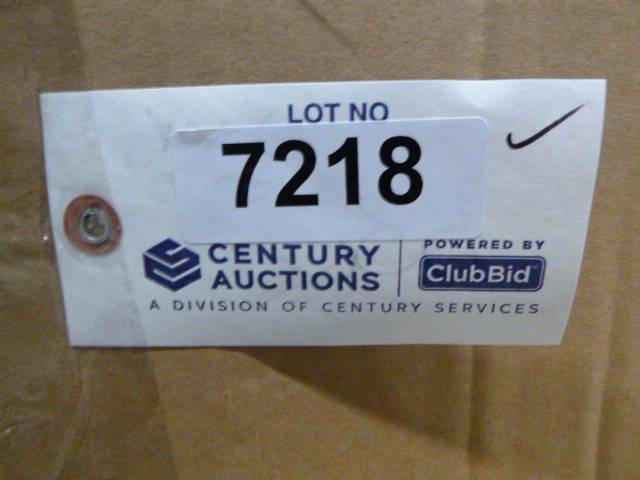 LOT NO
7218
CENTURY
AUCTIONS
POWERED BY
ClubBid
A DIVISION OF CENTURY SERVICES